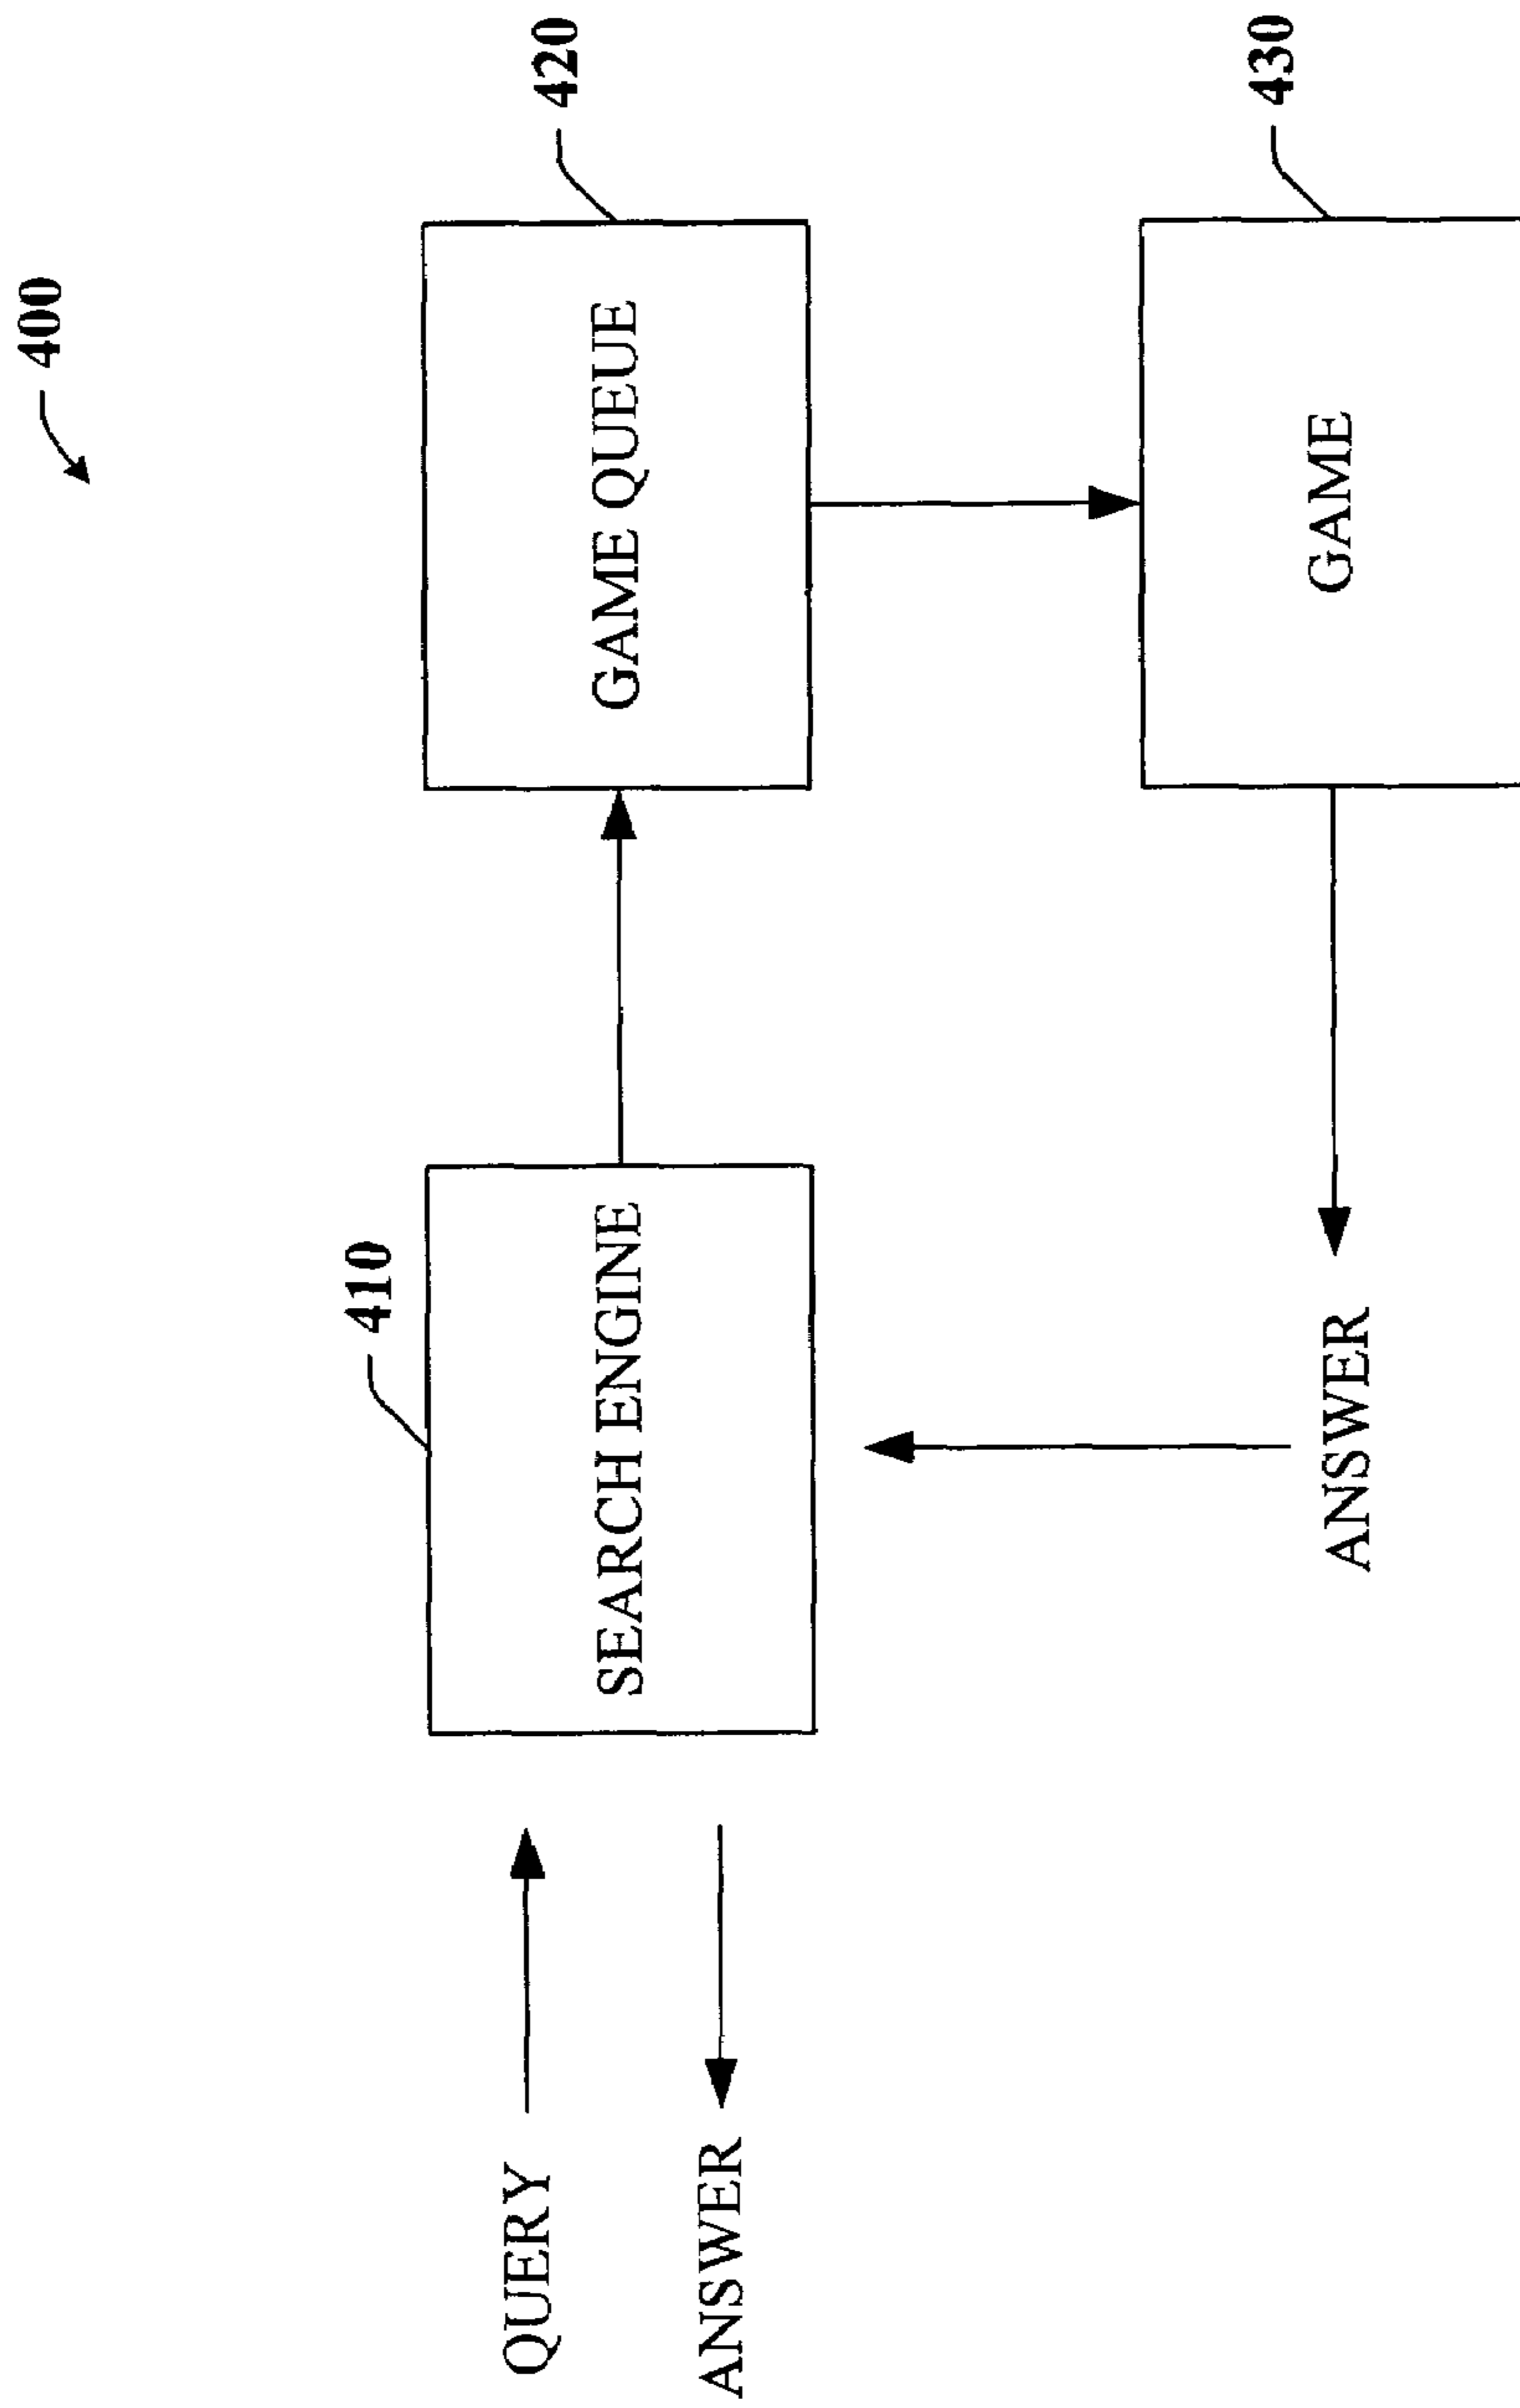 400
410
420
QUERY
SEARCH ENGINE
GAME QUEUE
ANSWER
430
ANSWER
GAME